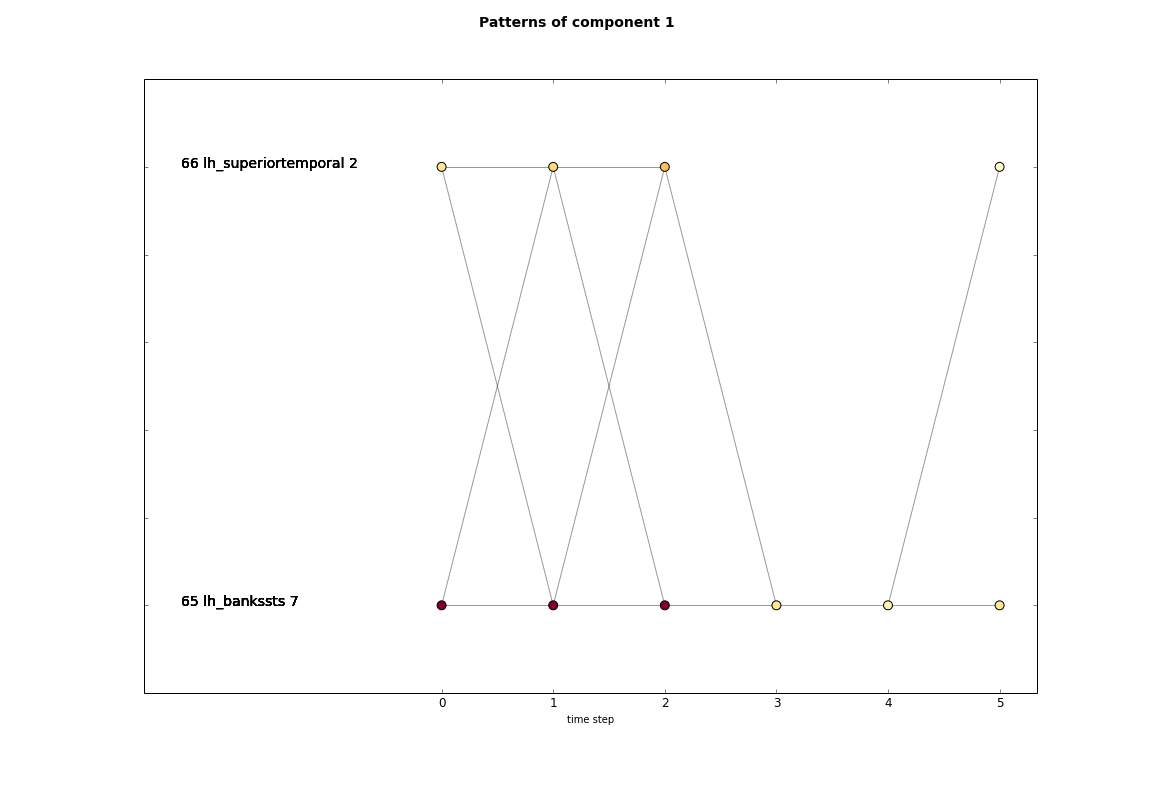 Patterns of component 1
66 lh_superiortemporal 2
65 lh_bankssts 7
0 1 2 3 4 5
time step